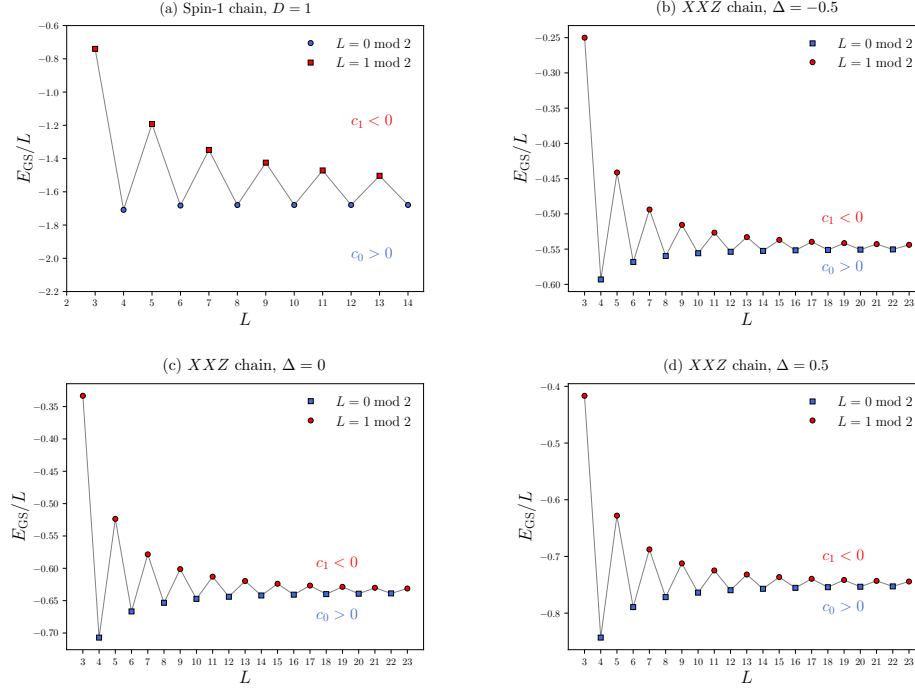 (a) Spin-1 chain, D = 1
E_GS/L
−0.6
−0.8
−1.0
−1.2
−1.4
−1.6
−1.8
−2.0
−2.2
L = 0 mod 2
L = 1 mod 2
c₁ < 0
c₀ > 0
2 3 4 5 6 7 8 9 10 11 12 13 14
L
(b) XXZ chain, Δ = −0.5
E_GS/L
−0.25
−0.30
−0.35
−0.40
−0.45
−0.50
−0.55
−0.60
L = 0 mod 2
L = 1 mod 2
c₁ < 0
c₀ > 0
3 4 5 6 7 8 9 10 11 12 13 14 15 16 17 18 19 20 21 22 23
L
(c) XXZ chain, Δ = 0
E_GS/L
−0.35
−0.40
−0.45
−0.50
−0.55
−0.60
−0.65
−0.70
L = 0 mod 2
L = 1 mod 2
c₁ < 0
c₀ > 0
3 4 5 6 7 8 9 10 11 12 13 14 15 16 17 18 19 20 21 22 23
L
(d) XXZ chain, Δ = 0.5
E_GS/L
−0.4
−0.5
−0.6
−0.7
−0.8
L = 0 mod 2
L = 1 mod 2
c₁ < 0
c₀ > 0
3 4 5 6 7 8 9 10 11 12 13 14 15 16 17 18 19 20 21 22 23
L